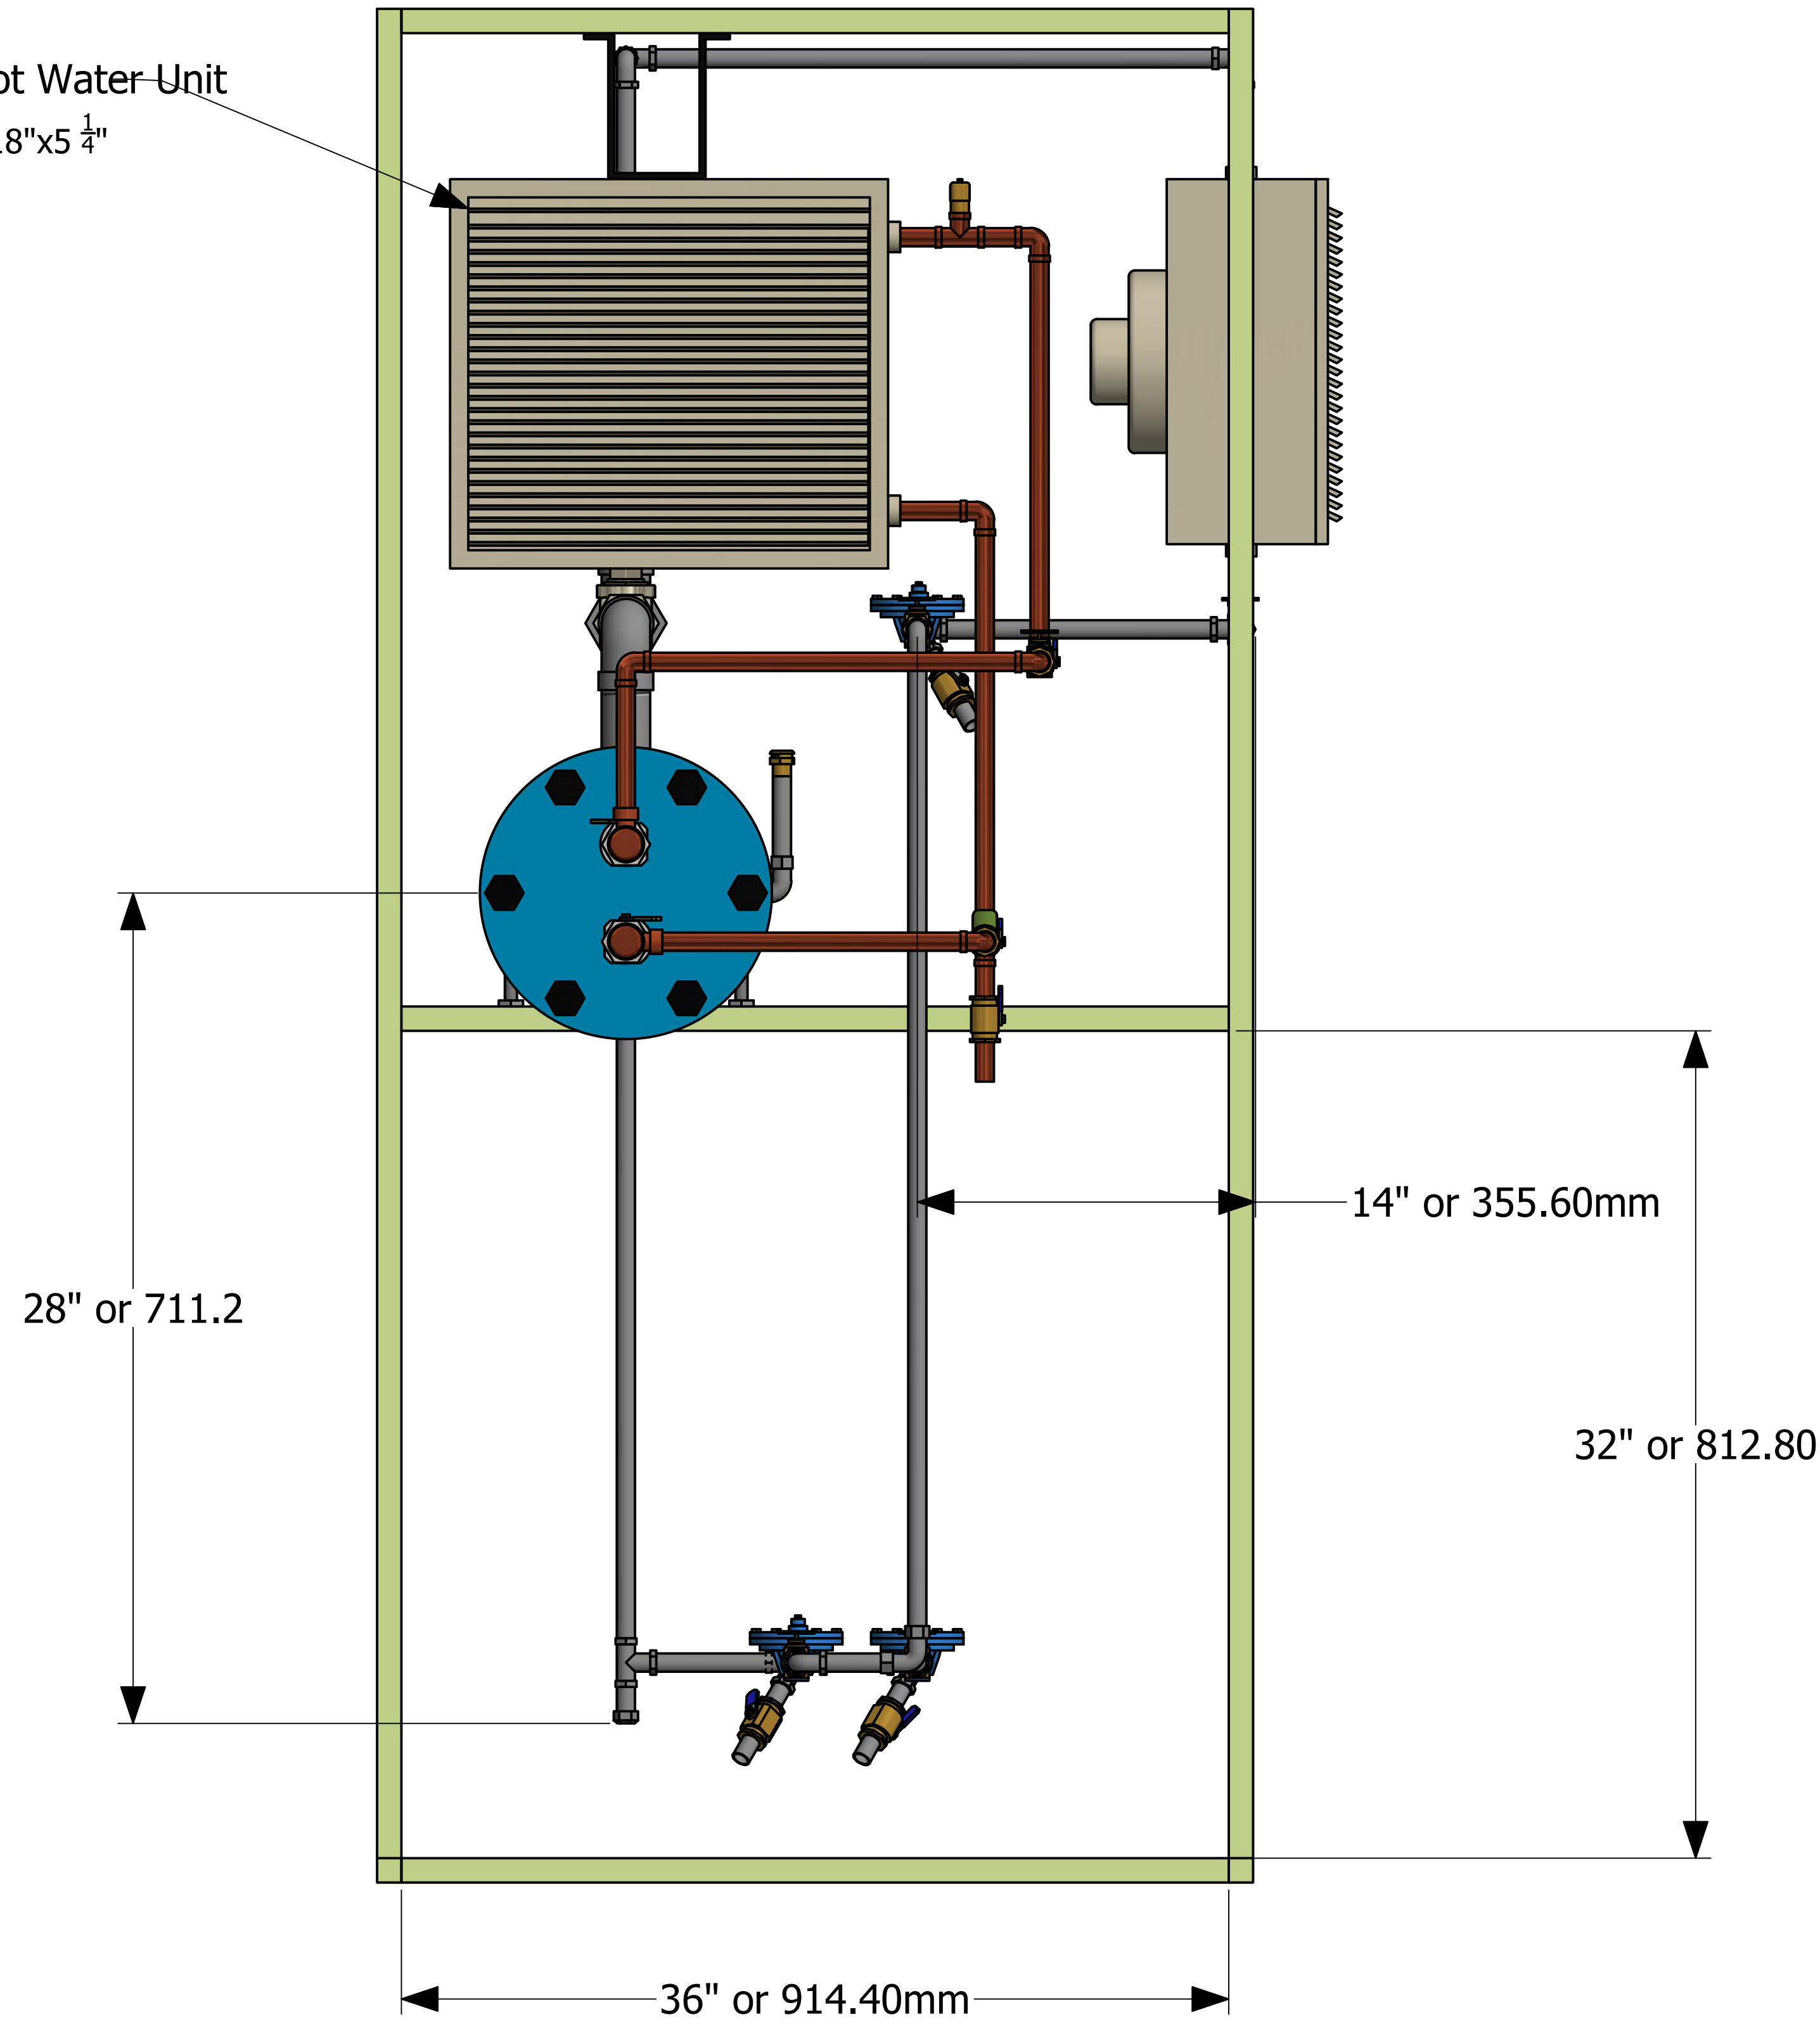 ot Water Unit
18"x5 1/4"
14" or 355.60mm
28" or 711.2
32" or 812.80
36" or 914.40mm